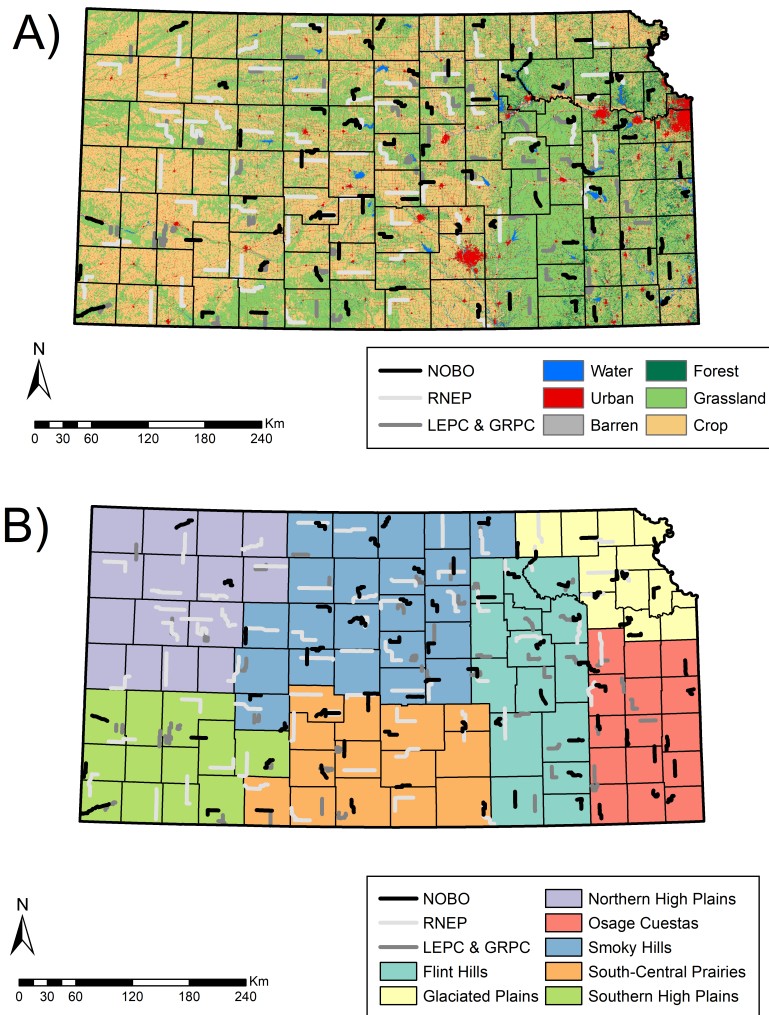 A)
N
Km
0 30 60 120 180 240
NOBO
RNEP
LEPC & GRPC
Water
Urban
Barren
Forest
Grassland
Crop
B)
N
Km
0 30 60 120 180 240
NOBO
RNEP
LEPC & GRPC
Flint Hills
Glaciated Plains
Northern High Plains
Osage Cuestas
Smoky Hills
South-Central Prairies
Southern High Plains